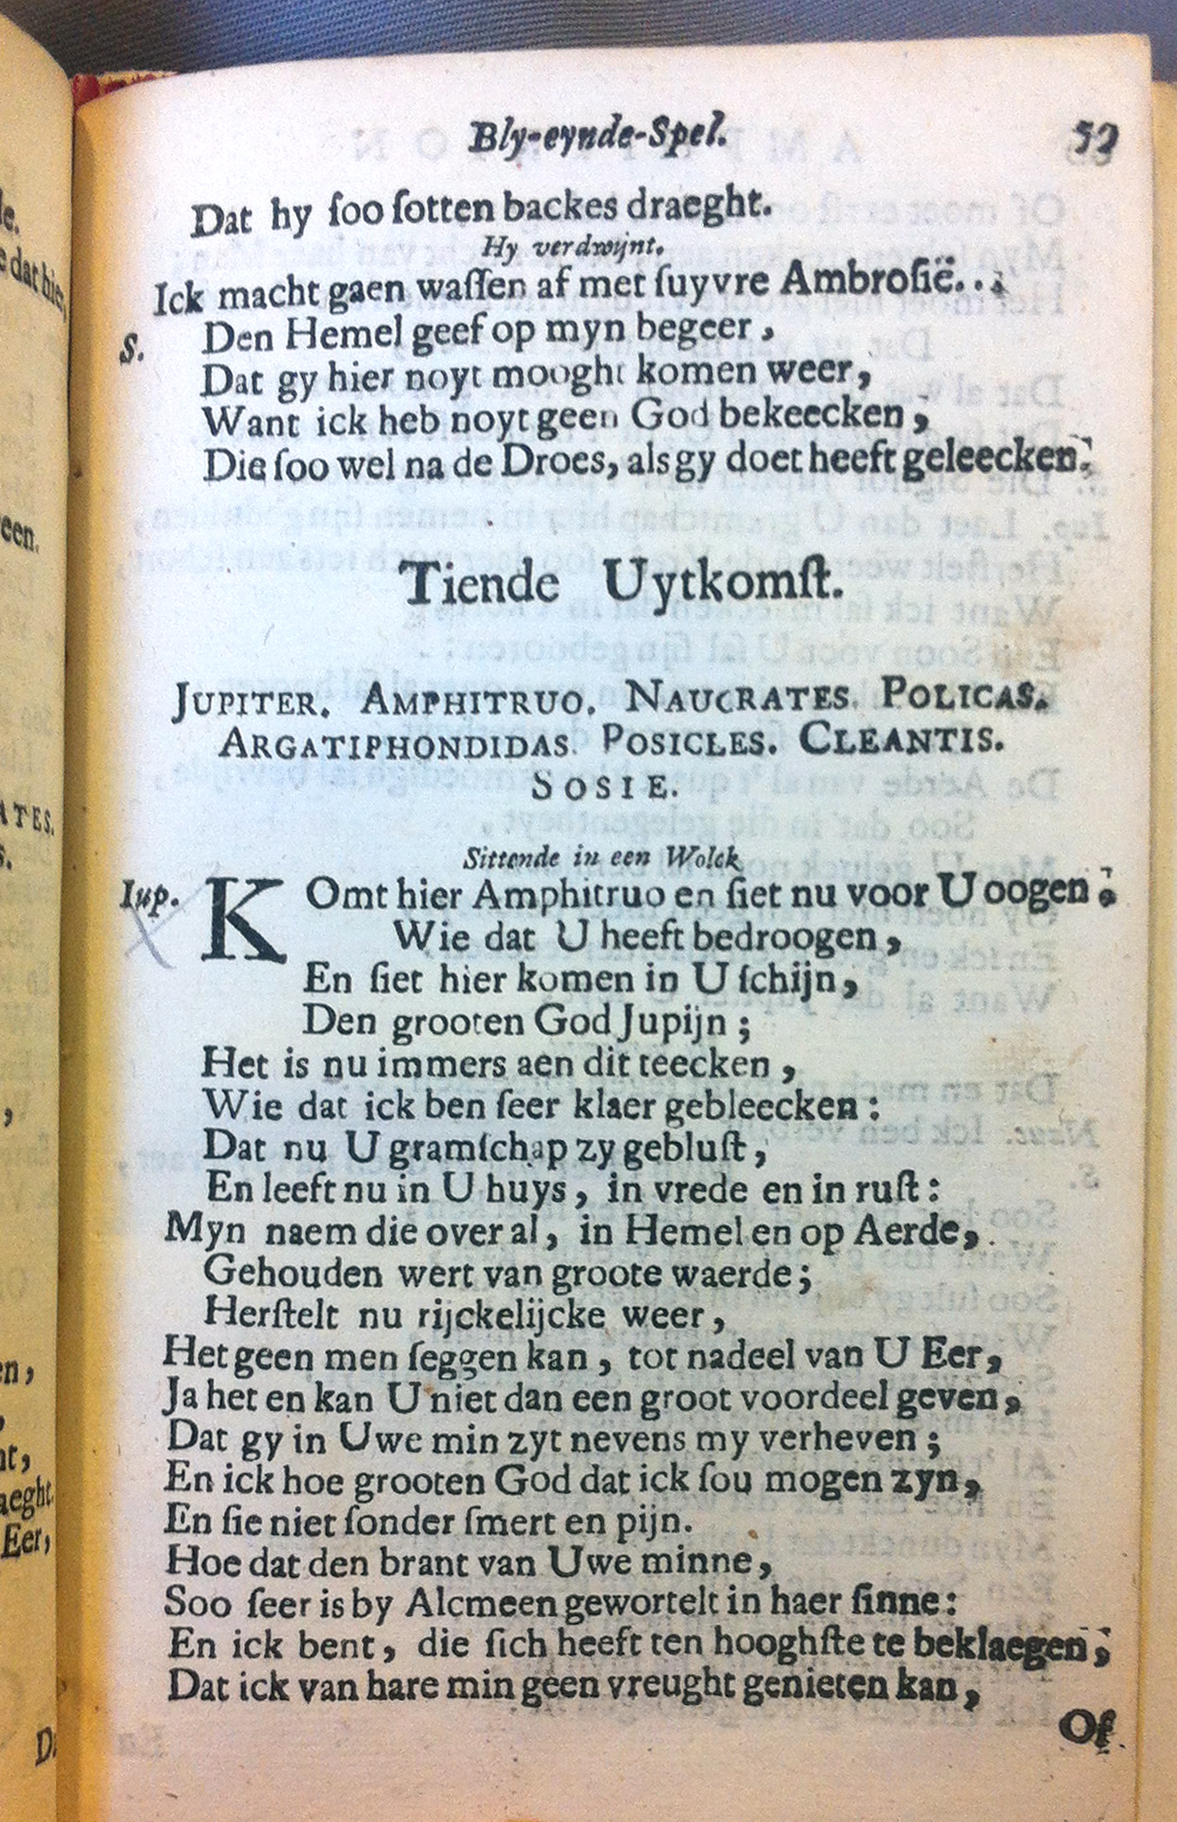 Bly-eynde-Spel. 59
Dat hy ſoo ſotten backes draeght.
Hy verdwijnt.
Ick macht gaen waſſen af met ſuyvre Ambroſië...
S. Den Hemel geef op myn begeer,
Dat gy hier noyt mooght komen weer,
Want ick heb noyt geen God bekeecken,
Die ſoo wel na de Droes, als gy doet heeft geleecken.
Tiende Uytkomſt.
JUPITER. AMPHITRUO. NAUCRATES. POLICAS.
ARGATIPHONDIDAS. POSICLES. CLEANTIS.
SOSIE.
Sittende in een Wolck
Iup. KOmt hier Amphitruo en ſiet nu voor U oogen;
Wie dat U heeft bedroogen,
En ſiet hier komen in U ſchijn,
Den grooten God Jupijn;
Het is nu immers aen dit teecken,
Wie dat ick ben ſeer klaer gebleecken:
Dat nu U gramſchap zy gebluſt,
En leeft nu in U huys, in vrede en in ruſt:
Myn naem die over al, in Hemel en op Aerde,
Gehouden wert van groote waerde;
Herſtelt nu rijckelijcke weer,
Het geen men ſeggen kan, tot nadeel van U Eer,
Ja het en kan U niet dan een groot voordeel geven,
Dat gy in Uwe min zyt nevens my verheven;
En ick hoe grooten God dat ick ſou mogen zyn,
En ſie niet ſonder ſmert en pijn.
Hoe dat den brant van Uwe minne,
Soo ſeer is by Alcmeen gewortelt in haer ſinne:
En ick bent, die ſich heeft ten hooghſte te beklaegen;
Dat ick van hare min geen vreught genieten kan,
Of